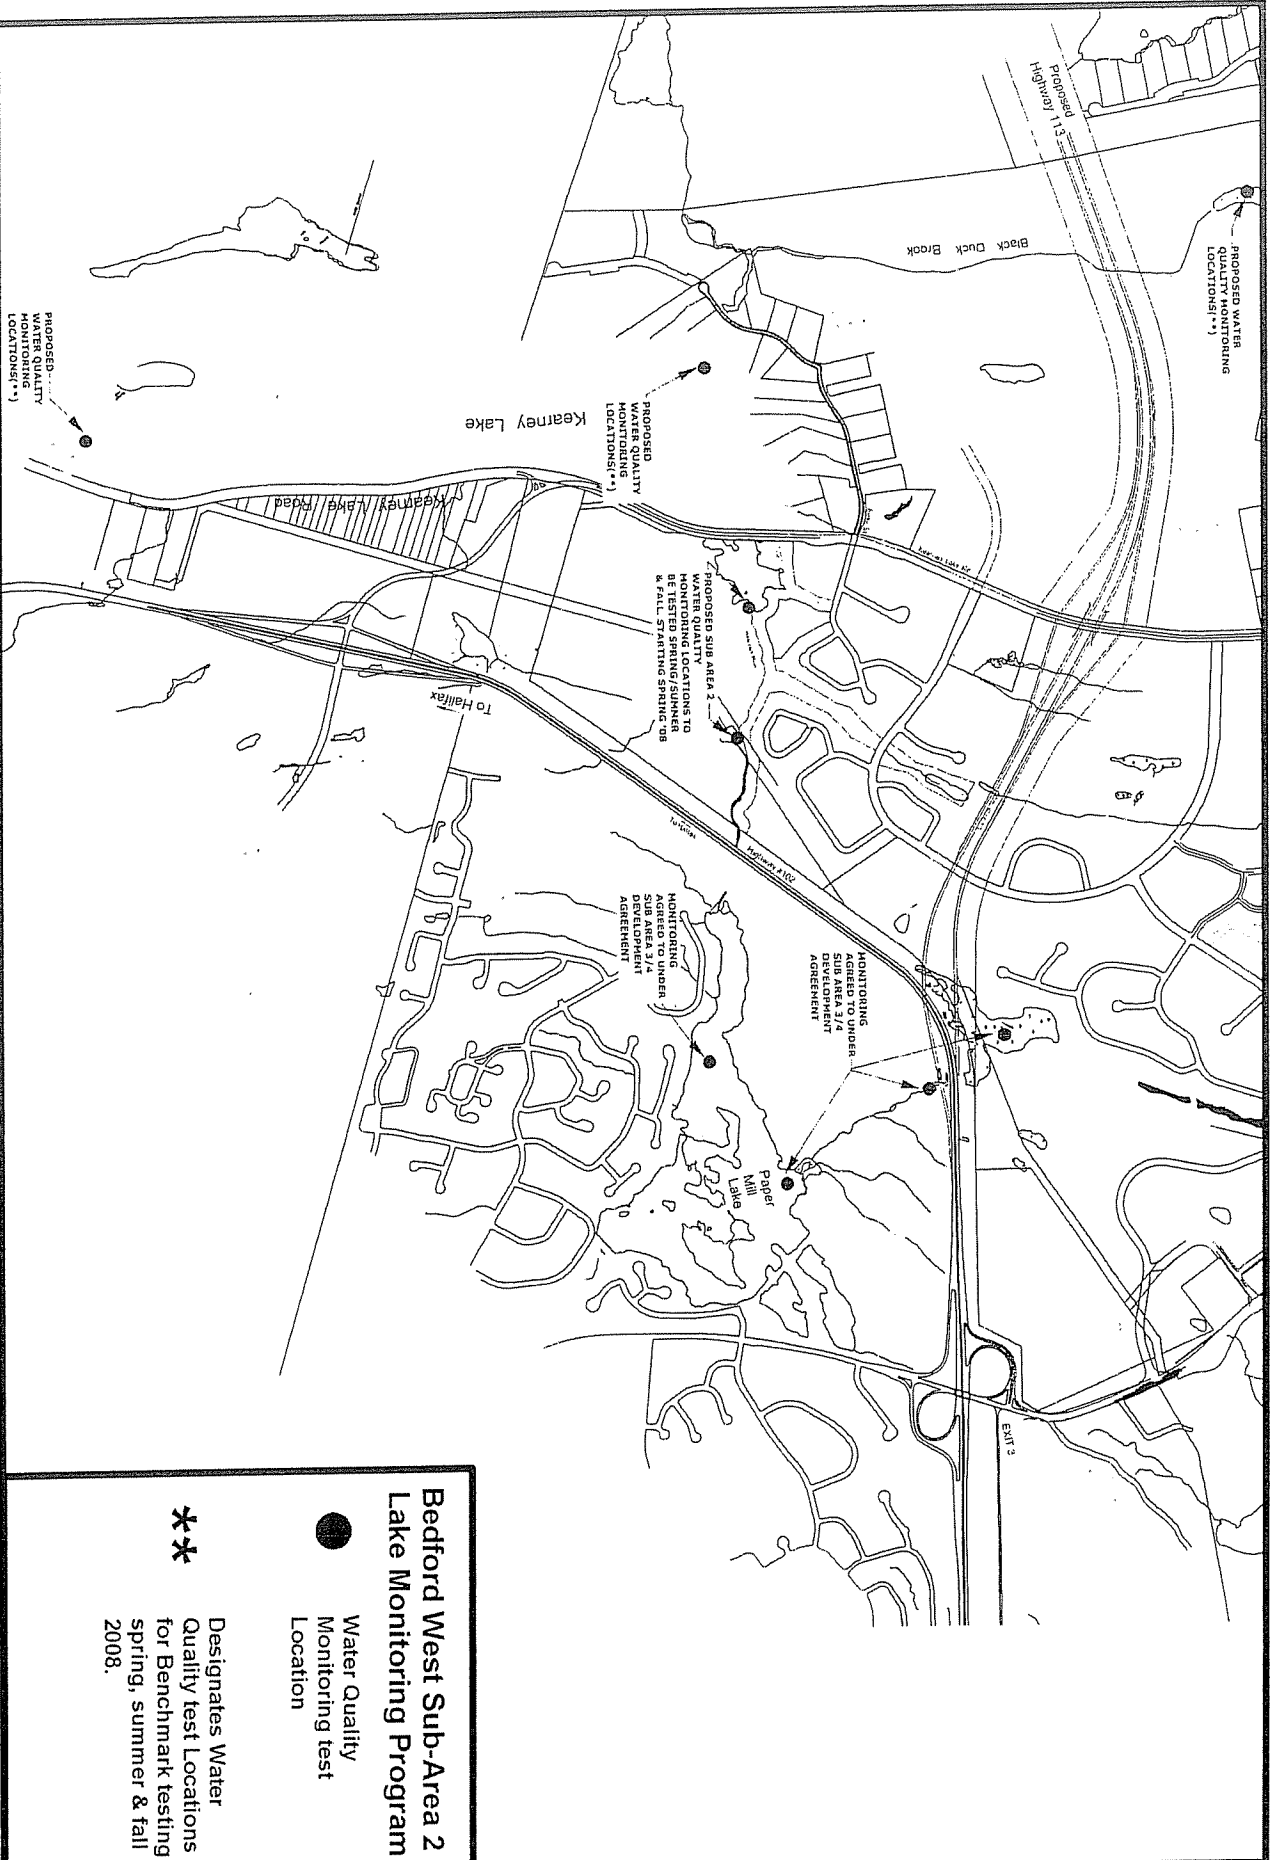 Proposed
Highway 113
PROPOSED WATER
QUALITY MONITORING
LOCATIONS(**)
Black Duck Brook
PROPOSED
WATER QUALITY
MONITORING
LOCATIONS(**)
Kearney Lake
PROPOSED
WATER QUALITY
MONITORING
LOCATIONS(**)
Kearney Lake Road
PROPOSED SUB AREA 2
WATER QUALITY
MONITORING LOCATIONS TO
BE TESTED SPRING/SUMMER
& FALL STARTING SPRING '08
To Halifax
Highway #102
MONITORING
AGREED TO UNDER
SUB AREA 3/4
DEVELOPMENT
AGREEMENT
MONITORING
AGREED TO UNDER
SUB AREA 3/4
DEVELOPMENT
AGREEMENT
Paper
Mill
Lake
EXIT 3
Bedford West Sub-Area 2
Lake Monitoring Program
Water Quality
Monitoring test
Location
**
Designates Water
Quality test Locations
for Benchmark testing
spring, summer & fall
2008.